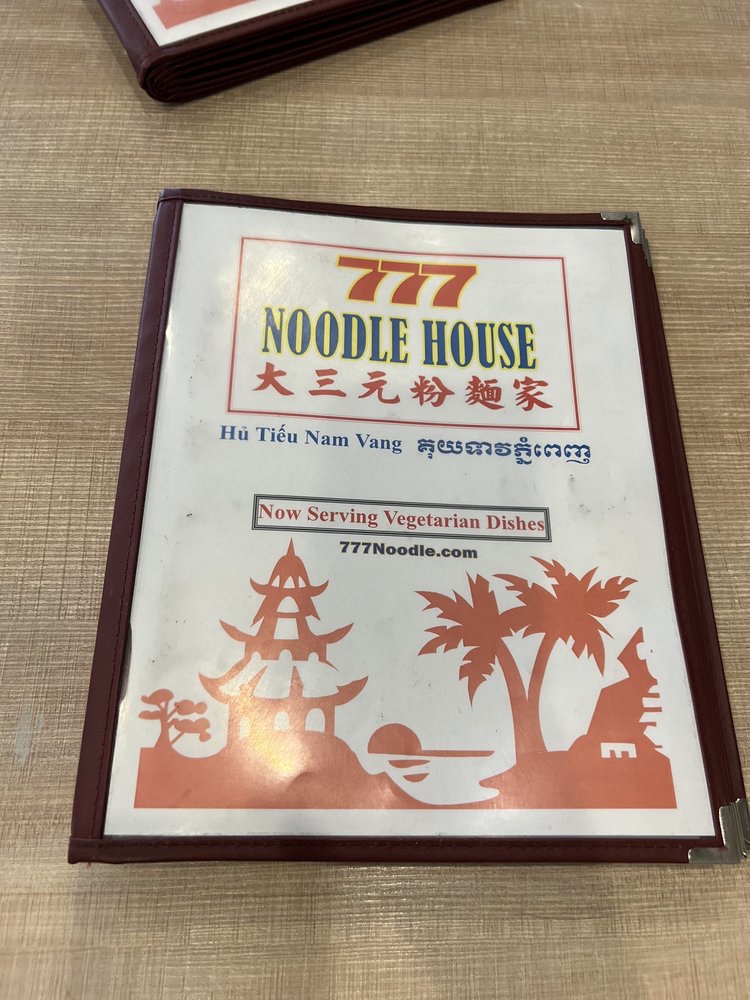 777
NOODLE HOUSE
大三元粉麵家
Hủ Tiếu Nam Vang គុយទាវភ្នំពេញ
Now Serving Vegetarian Dishes
777Noodle.com